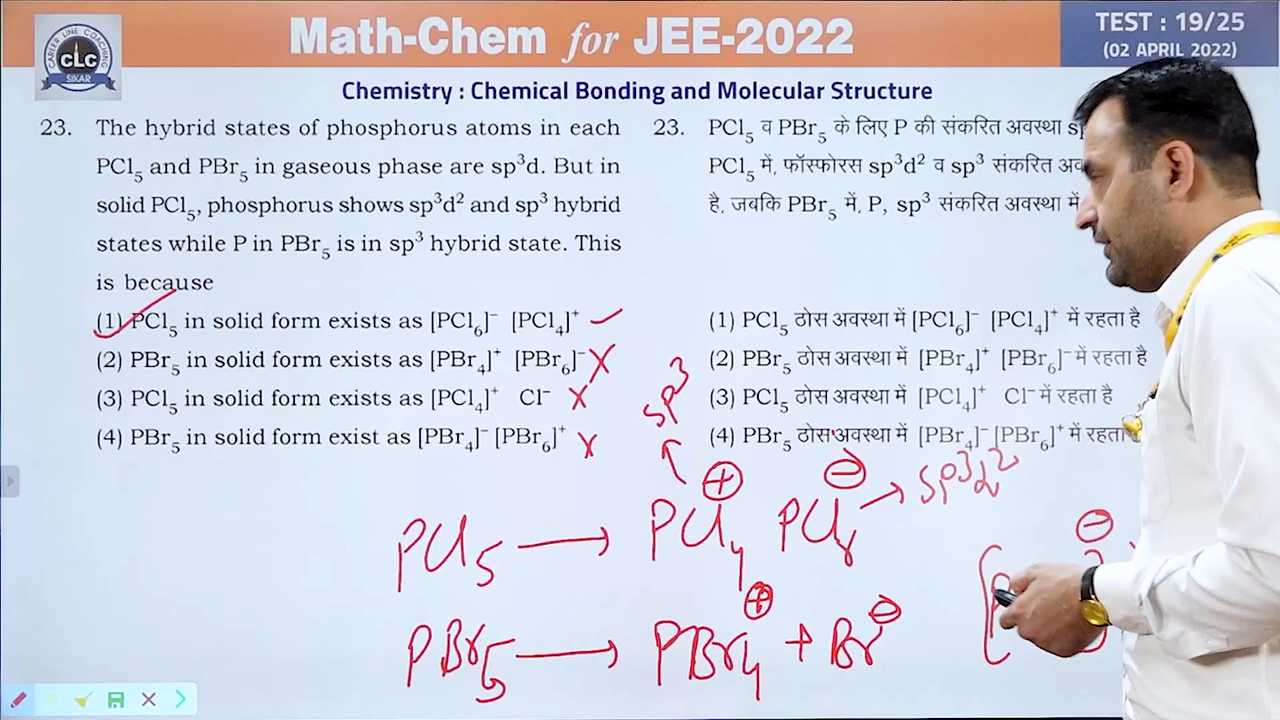 CAREER LINE COACHING
CLC
SIKAR
Math-Chem for JEE-2022
TEST : 19/25
(02 APRIL 2022)
Chemistry : Chemical Bonding and Molecular Structure
23. The hybrid states of phosphorus atoms in each
PCl₅ and PBr₅ in gaseous phase are sp³d. But in
solid PCl₅, phosphorus shows sp³d² and sp³ hybrid
states while P in PBr₅ is in sp³ hybrid state. This
is because
(1) PCl₅ in solid form exists as [PCl₆]⁻ [PCl₄]⁺
(2) PBr₅ in solid form exists as [PBr₄]⁺ [PBr₆]⁻
(3) PCl₅ in solid form exists as [PCl₄]⁺ Cl⁻
(4) PBr₅ in solid form exist as [PBr₄]⁻ [PBr₆]⁺
23. PCl₅ व PBr₅ के लिए P की संकरित अवस्था
PCl₅ में, फॉस्फोरस sp³d² व sp³ संकरित
है, जबकि PBr₅ में, P, sp³ संकरित अवस्था में
(1) PCl₅ ठोस अवस्था में [PCl₆]⁻ [PCl₄]⁺ में रहता है
(2) PBr₅ ठोस अवस्था में [PBr₄]⁺ [PBr₆]⁻ में रहता है
(3) PCl₅ ठोस अवस्था में [PCl₄]⁺ Cl⁻ में रहता है
(4) PBr₅ ठोस अवस्था में [PBr₄]⁻ [PBr₆]⁺ में रहता
sp³
PCl₅ → PCl₄⊕ PCl₆⊖ → sp³d²
PBr₅ → PBr₄⊕ + Br⊖